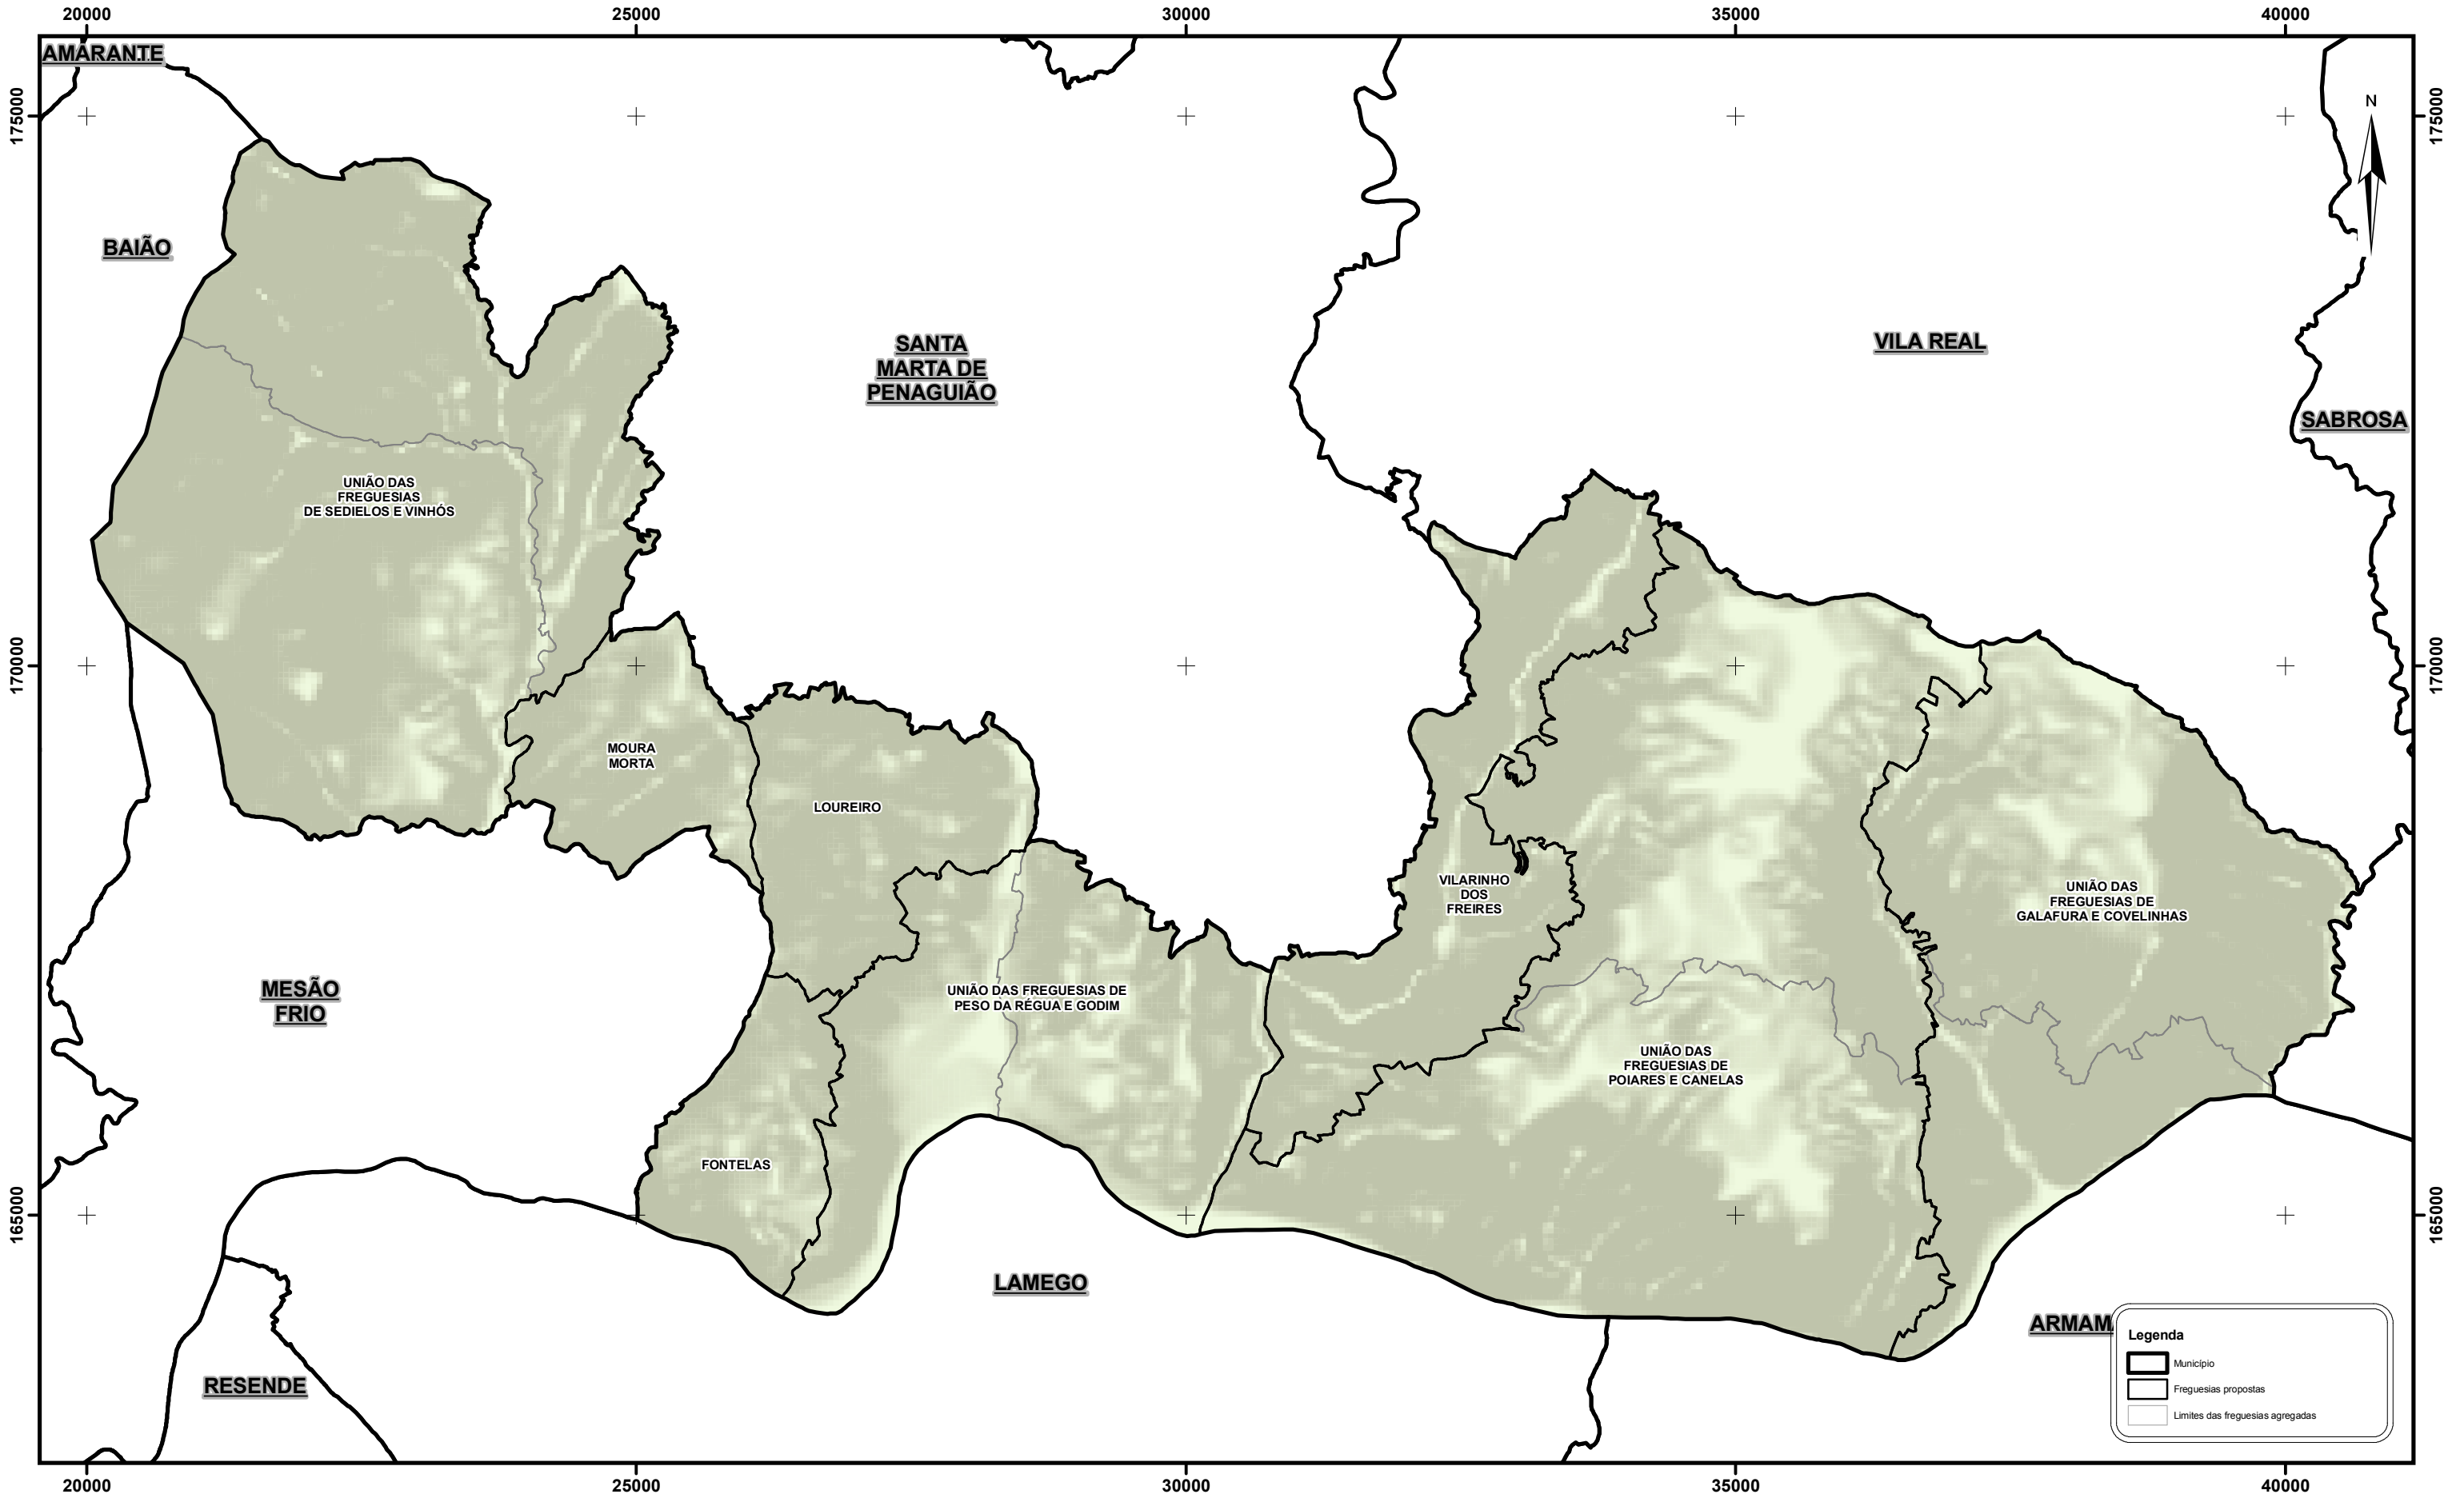 20000
25000
30000
35000
40000
AMARANTE
175000
175000
N
BAIÃO
SANTA
MARTA DE
PENAGUIÃO
VILA REAL
SABROSA
UNIÃO DAS
FREGUESIAS
DE SEDIELOS E VINHÓS
170000
170000
MOURA
MORTA
LOUREIRO
VILARINHO
DOS
FREIRES
UNIÃO DAS
FREGUESIAS DE
GALAFURA E COVELINHAS
MESÃO
FRIO
UNIÃO DAS FREGUESIAS DE
PESO DA RÉGUA E GODIM
UNIÃO DAS
FREGUESIAS DE
POIARES E CANELAS
FONTELAS
165000
165000
LAMEGO
ARMAM
RESENDE
Legenda
Município
Freguesias propostas
Limites das freguesias agregadas
20000
25000
30000
35000
40000